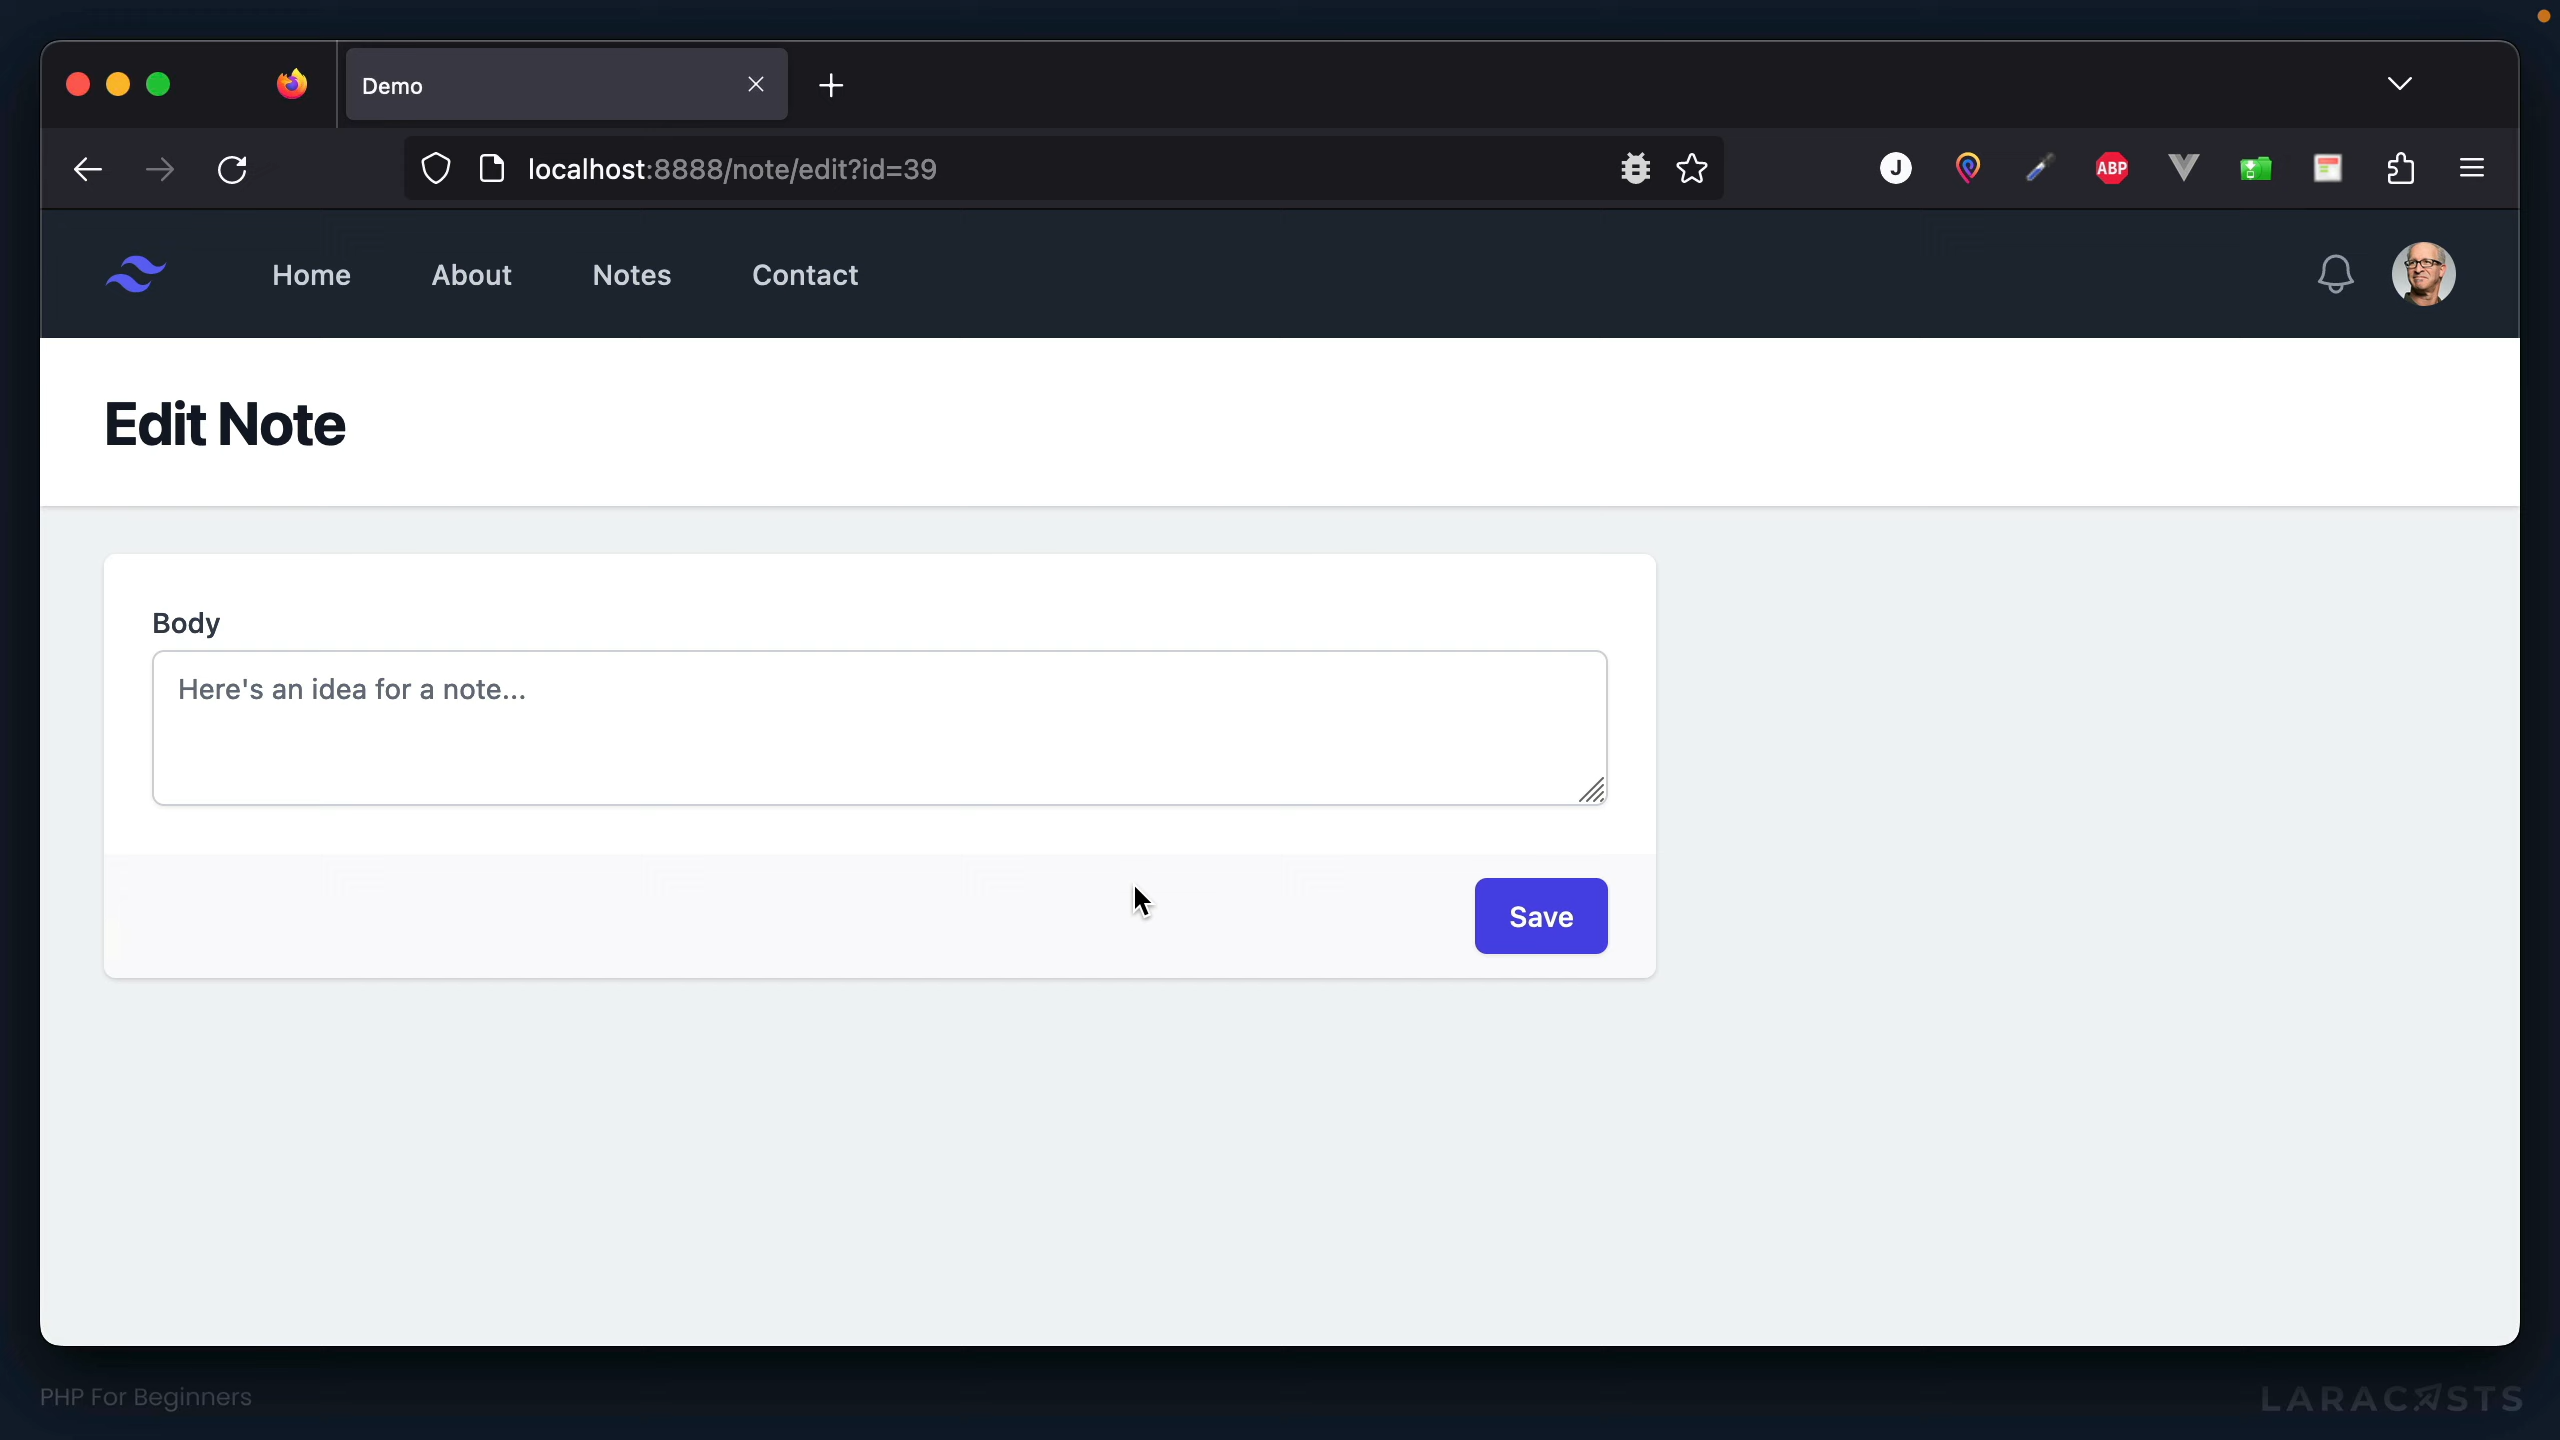 Demo
localhost:8888/note/edit?id=39
J
ABP
Home
About
Notes
Contact
Edit Note
Body
Here's an idea for a note...
Save
PHP For Beginners
LARACASTS